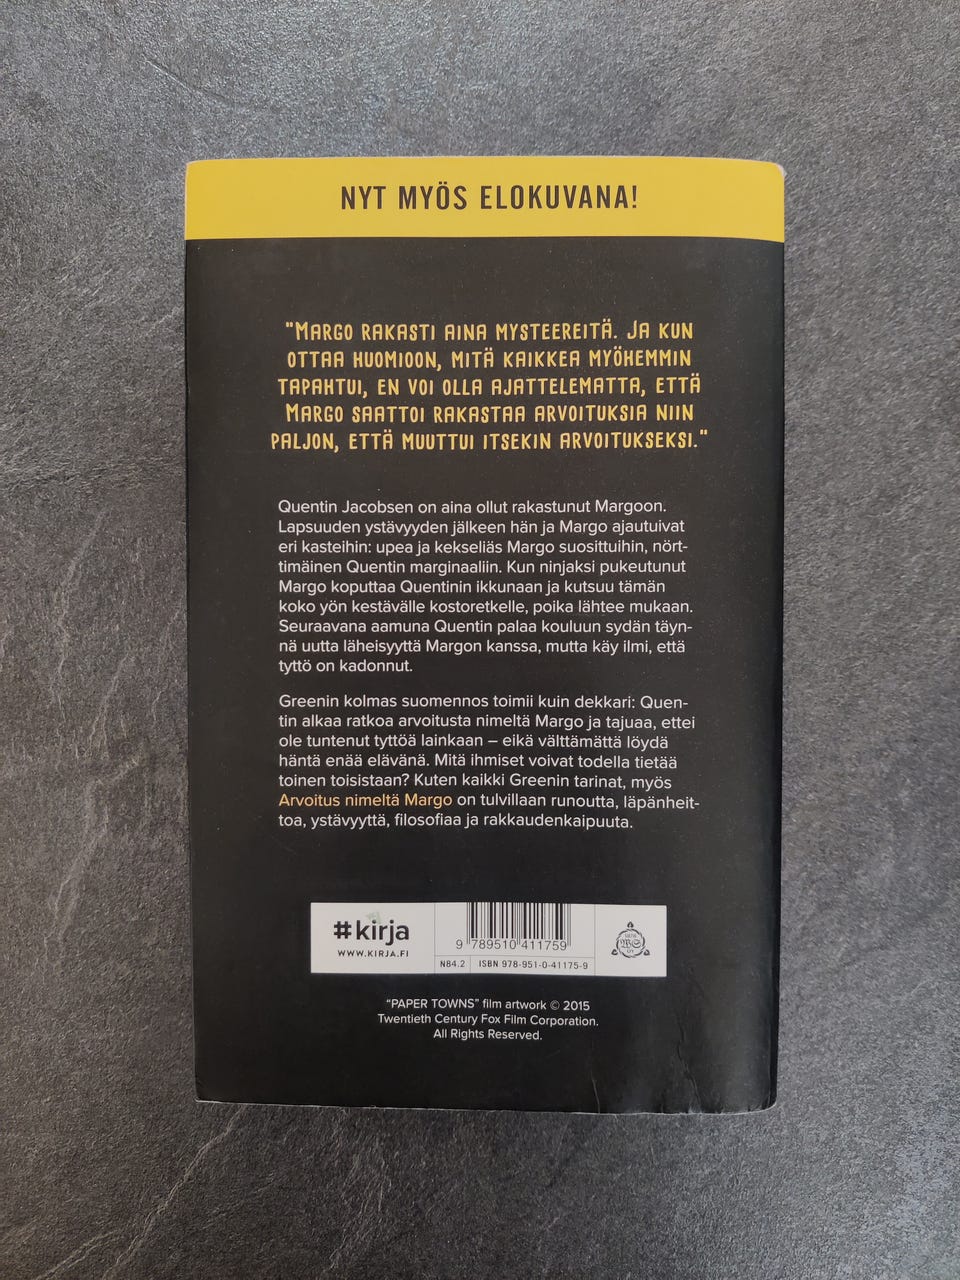 NYT MYÖS ELOKUVANA!
"MARGO RAKASTI AINA MYSTEEREITÄ. JA KUN
OTTAA HUOMIOON, MITÄ KAIKKEA MYÖHEMMIN
TAPAHTUI, EN VOI OLLA AJATTELEMATTA, ETTÄ
MARGO SAATTOI RAKASTAA ARVOITUKSIA NIIN
PALJON, ETTÄ MUUTTUI ITSEKIN ARVOITUKSEKSI."
Quentin Jacobsen on aina ollut rakastunut Margoon.
Lapsuuden ystävyyden jälkeen hän ja Margo ajautuivat
eri kasteihin: upea ja kekseliäs Margo suosittuihin, nört-
timäinen Quentin marginaaliin. Kun ninjaksi pukeutunut
Margo koputtaa Quentinin ikkunaan ja kutsuu tämän
koko yön kestävälle kostoretkelle, poika lähtee mukaan.
Seuraavana aamuna Quentin palaa kouluun sydän täyn-
nä uutta läheisyyttä Margon kanssa, mutta käy ilmi, että
tyttö on kadonnut.
Greenin kolmas suomennos toimii kuin dekkari: Quen-
tin alkaa ratkoa arvoitusta nimeltä Margo ja tajuaa, ettei
ole tuntenut tyttöä lainkaan – eikä välttämättä löydä
häntä enää elävänä. Mitä ihmiset voivat todella tietää
toinen toisistaan? Kuten kaikki Greenin tarinat, myös
Arvoitus nimeltä Margo on tulvillaan runoutta, läpänheit-
toa, ystävyyttä, filosofiaa ja rakkaudenkaipuuta.
#kirja
WWW.KIRJA.FI
9 789510 411759
N84.2 ISBN 978-951-0-41175-9
"PAPER TOWNS" film artwork © 2015
Twentieth Century Fox Film Corporation.
All Rights Reserved.